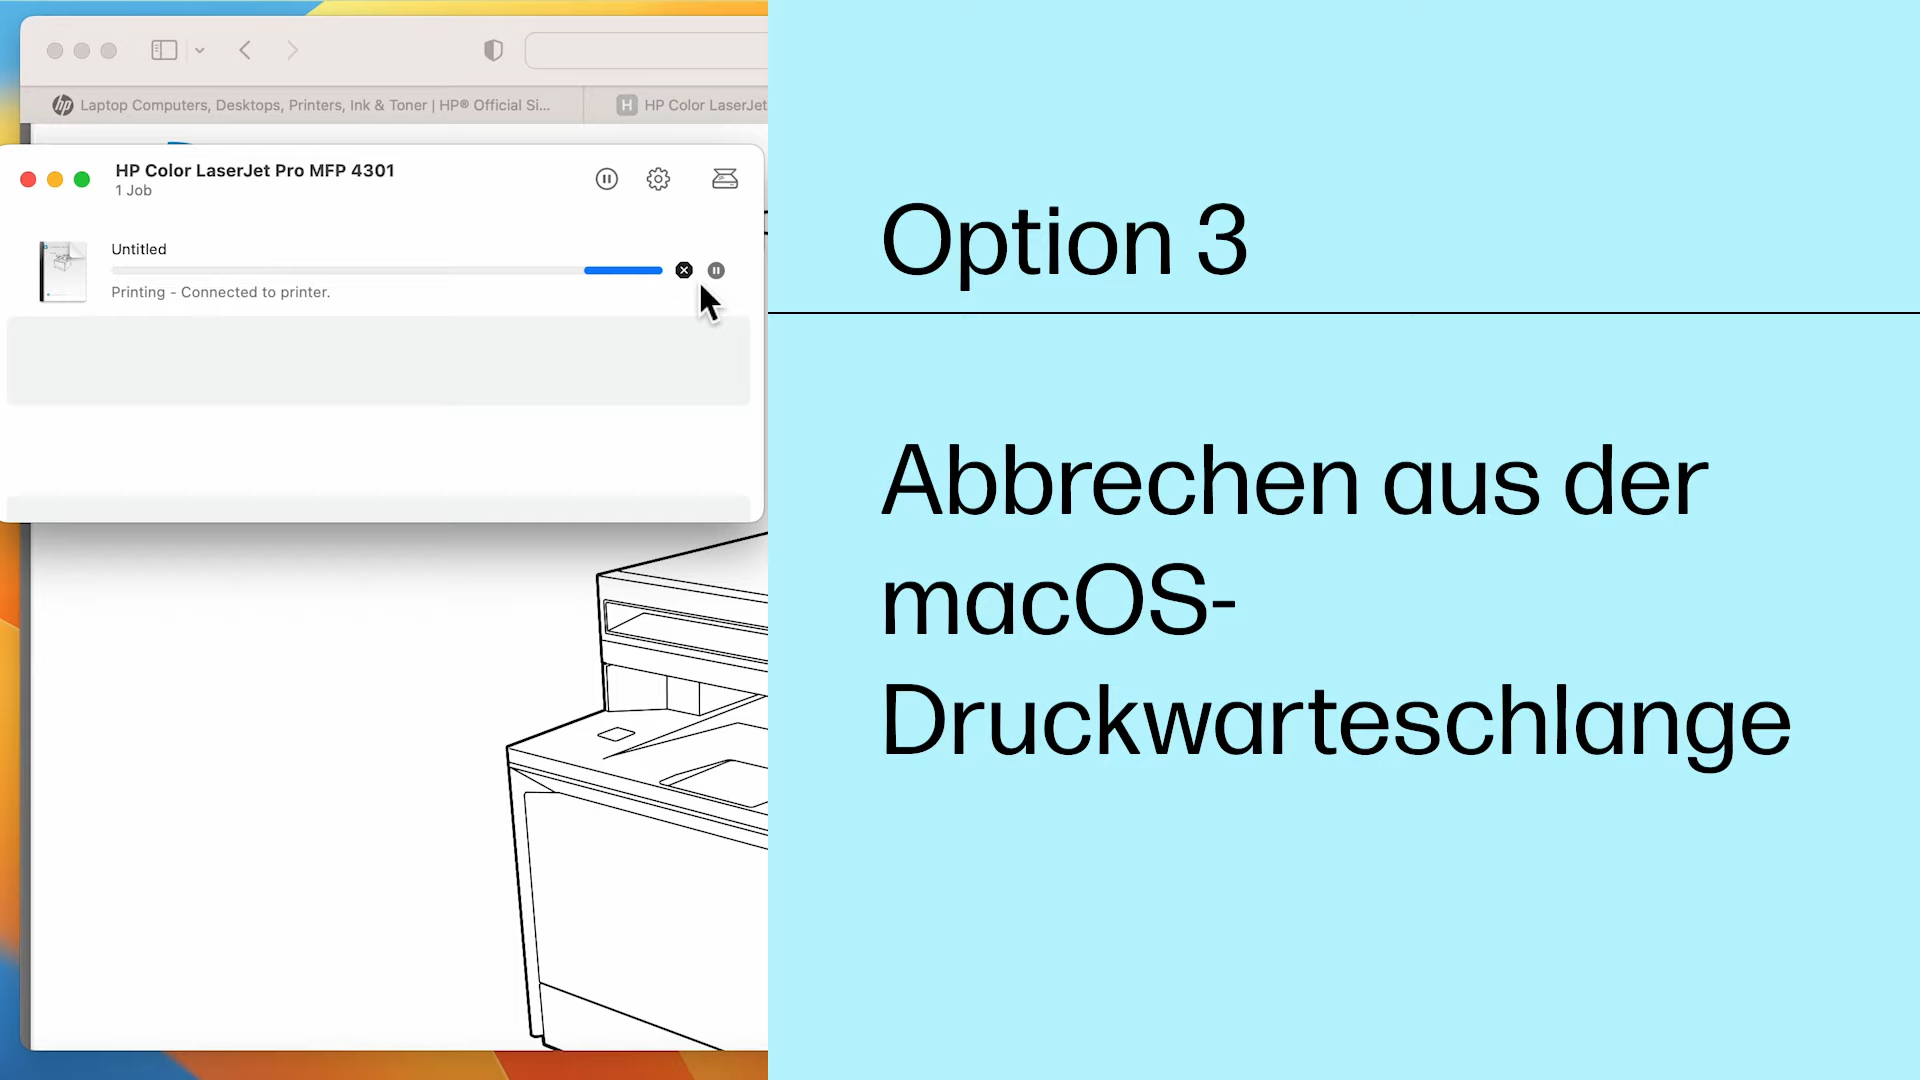 Laptop Computers, Desktops, Printers, Ink & Toner | HP® Official Si...
H HP Color LaserJet
HP Color LaserJet Pro MFP 4301
1 Job
Untitled
Printing - Connected to printer.
Option 3
Abbrechen aus der
macOS-
Druckwarteschlange